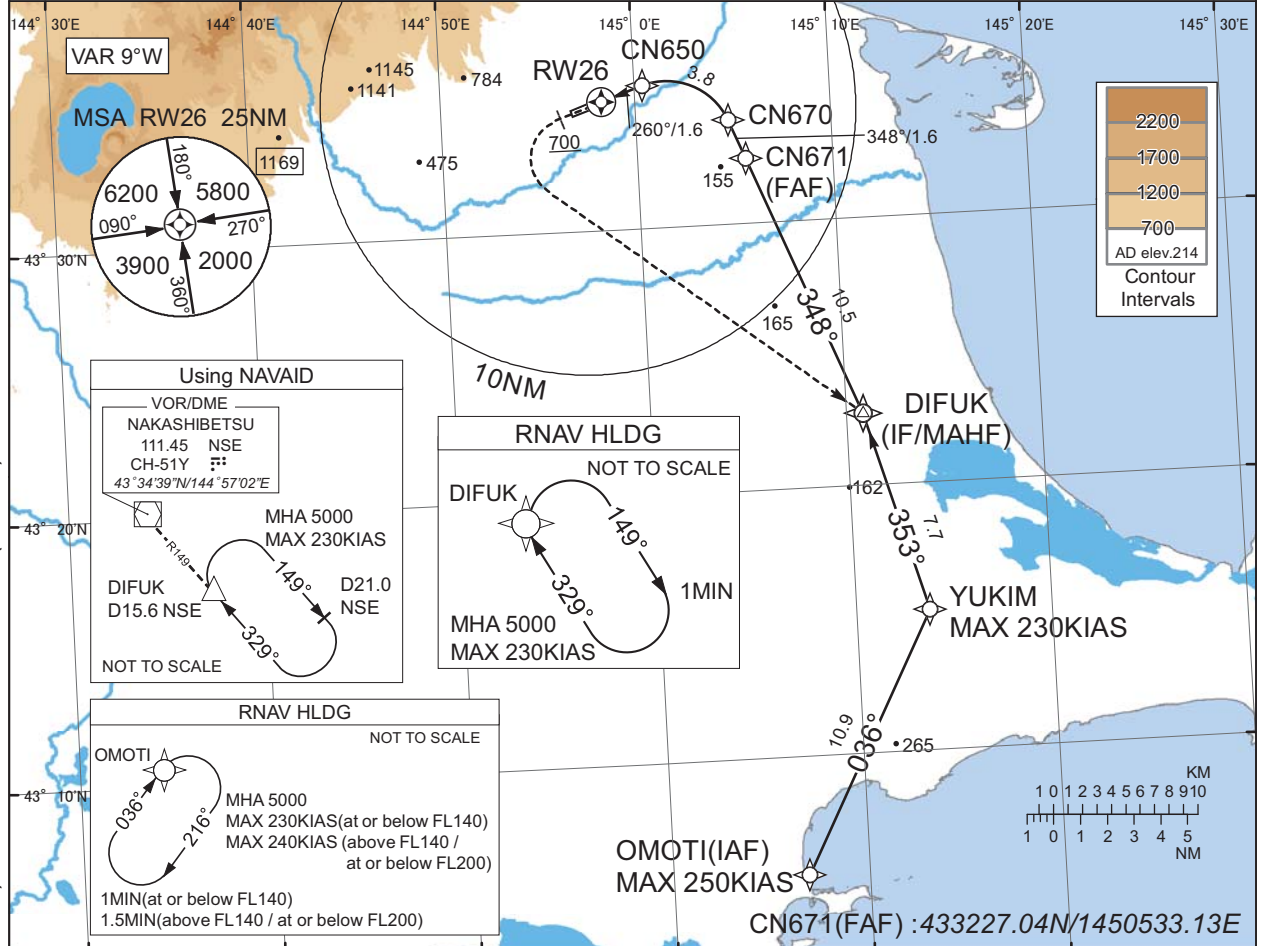 144° 30'E
144° 40'E
144° 50'E
145° 0'E
145° 10'E
145° 20'E
145° 30'E
VAR 9°W
1145
1141
784
RW26
CN650
3.8
CN670
348°/1.6
CN671
(FAF)
260°/1.6
700
155
475
1169
MSA RW26 25NM
180°
6200
5800
090°
270°
3900
2000
360°
2200
1700
1200
700
AD elev.214
Contour
Intervals
43° 30'N
10.5
348°
165
10NM
DIFUK
(IF/MAHF)
162
7.7
353°
YUKIM
MAX 230KIAS
10.9
036°
265
OMOTI(IAF)
MAX 250KIAS
Using NAVAID
VOR/DME
NAKASHIBETSU
111.45 NSE
CH-51Y
43°34'39"N/144°57'02"E
R149
MHA 5000
MAX 230KIAS
149°
D21.0
NSE
DIFUK
D15.6 NSE
329°
NOT TO SCALE
43° 20'N
RNAV HLDG
NOT TO SCALE
DIFUK
149°
1MIN
329°
MHA 5000
MAX 230KIAS
RNAV HLDG
NOT TO SCALE
OMOTI
036°
216°
MHA 5000
MAX 230KIAS(at or below FL140)
MAX 240KIAS (above FL140 /
at or below FL200)
1MIN(at or below FL140)
1.5MIN(above FL140 / at or below FL200)
43° 10'N
KM
1 0 1 2 3 4 5 6 7 8 9 10
1 0 1 2 3 4 5
NM
CN671(FAF) :433227.04N/1450533.13E